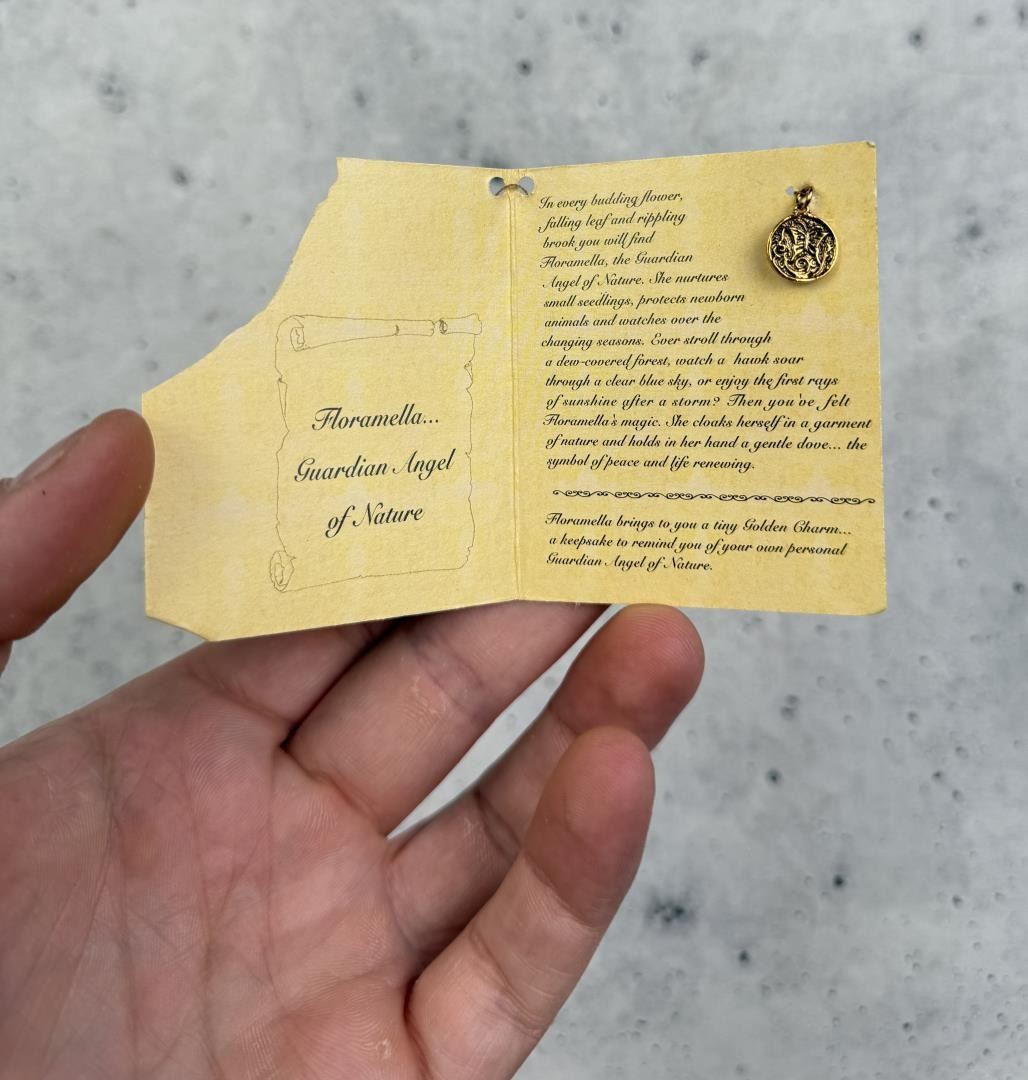 Floramella...
Guardian Angel
of Nature
In every budding flower,
falling leaf and rippling
brook you will find
Floramella, the Guardian
Angel of Nature. She nurtures
small seedlings, protects newborn
animals and watches over the
changing seasons. Ever stroll through
a dew-covered forest, watch a hawk soar
through a clear blue sky, or enjoy the first rays
of sunshine after a storm? Then you've felt
Floramella's magic. She cloaks herself in a garment
of nature and holds in her hand a gentle dove... the
symbol of peace and life renewing.
Floramella brings to you a tiny Golden Charm...
a keepsake to remind you of your own personal
Guardian Angel of Nature.